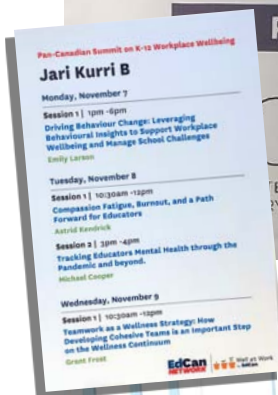 Pan-Canadian Summit on K-12 Workplace Wellbeing
Jari Kurri B
Monday, November 7
Session 1 | 1pm -6pm
Driving Behaviour Change: Leveraging
Behavioural Insights to Support Workplace
Wellbeing and Manage School Challenges
Emily Larson
Tuesday, November 8
Session 1 | 10:30am -12pm
Compassion Fatigue, Burnout, and a Path
Forward for Educators
Astrid Kendrick
Session 2 | 3pm -4pm
Tracking Educators Mental Health through the
Pandemic and beyond.
Michael Cooper
Wednesday, November 9
Session 1 | 10:30am -12pm
Teamwork as a Wellness Strategy: How
Developing Cohesive Teams is an Important Step
on the Wellness Continuum
Grant Frost
EdCan
NETWORK
Well at Work